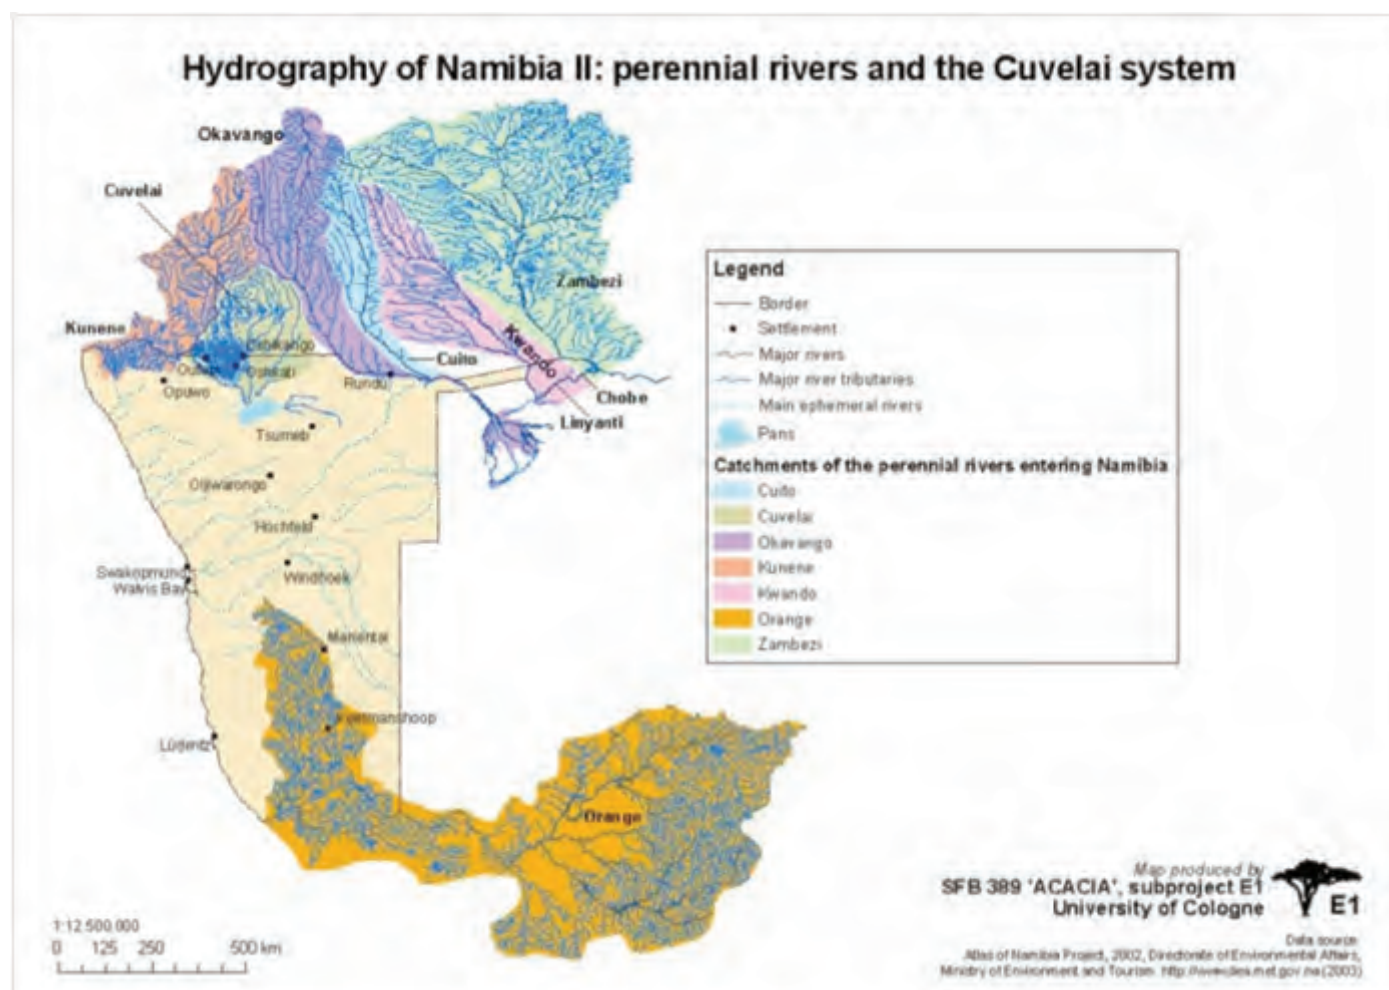 Hydrography of Namibia II: perennial rivers and the Cuvelai system
Okavango
Cuvelai
Zambezi
Kunene
Kwando
Cuito
Oshikango
Oshakati
Opuwo
Rundu
Chobe
Linyanti
Tsumeb
Otjiwarongo
Hochfeld
Swakopmund
Walvis Bay
Windhoek
Mariental
Keetmanshoop
Lüderitz
Orange
Legend
Border
Settlement
Major rivers
Major river tributaries
Main ephemeral rivers
Pans
Catchments of the perennial rivers entering Namibia
Cuito
Cuvelai
Okavango
Kunene
Kwando
Orange
Zambezi
1:12.500.000
0 125 250 500 km
Map produced by
SFB 389 'ACACIA', subproject E1
University of Cologne
E1
Data source:
Atlas of Namibia Project, 2002, Directorate of Environmental Affairs,
Ministry of Environment and Tourism (2003)